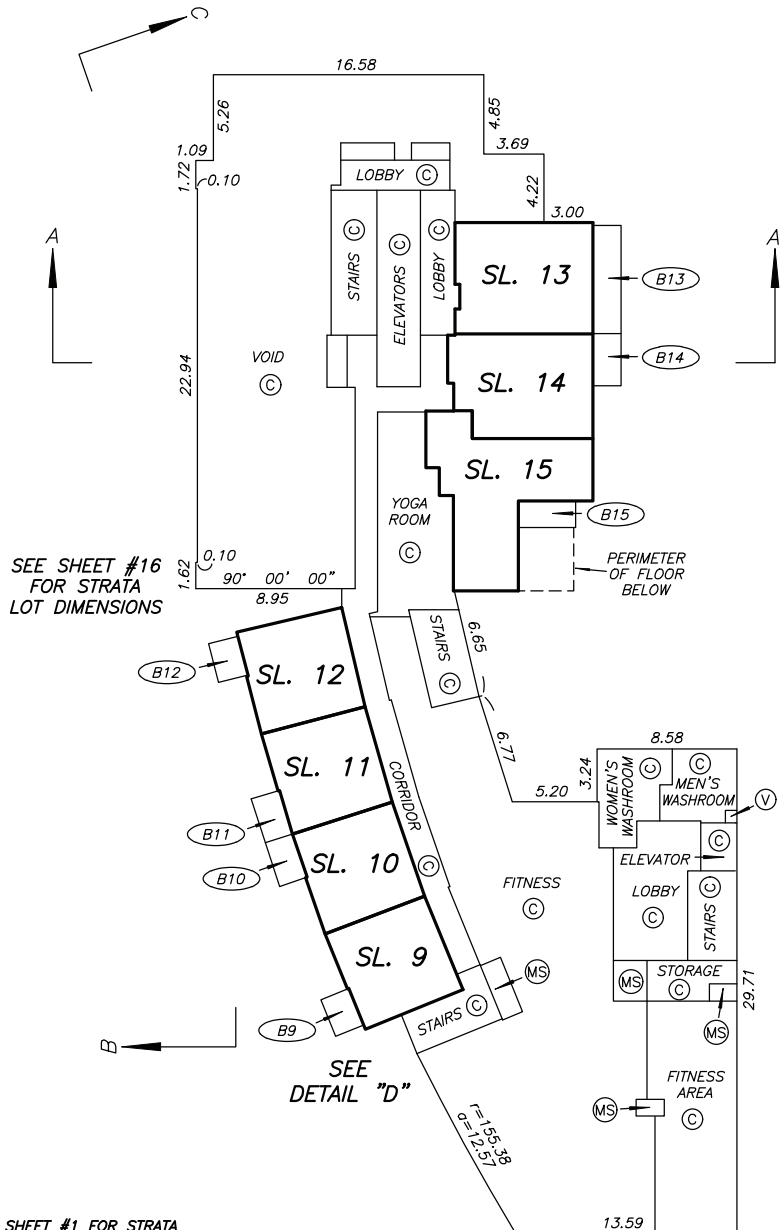 C
16.58
5.26
4.85
1.09
3.69
1.72
0.10
LOBBY C
4.22
3.00
A
A
STAIRS C
ELEVATORS C
LOBBY C
SL. 13
B13
VOID
C
22.94
SL. 14
B14
SL. 15
YOGA
ROOM
C
B15
PERIMETER
OF FLOOR
BELOW
SEE SHEET #16
FOR STRATA
LOT DIMENSIONS
1.62
0.10
90° 00' 00"
8.95
STAIRS C
6.65
SL. 12
B12
6.77
8.58
3.24
5.20
WOMEN'S
WASHROOM
C
C
MEN'S
WASHROOM
V
SL. 11
CORRIDOR C
B11
SL. 10
B10
ELEVATOR C
LOBBY
C
STAIRS C
FITNESS
C
SL. 9
MS
MS
STORAGE
C
29.71
B9
STAIRS C
MS
B
SEE
DETAIL "D"
FITNESS
AREA
C
MS
r=155.38
a=12.57
13.59
SHEET #1 FOR STRATA